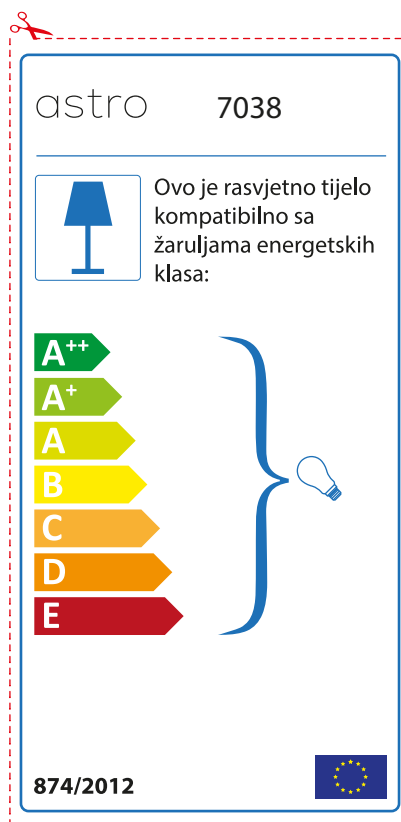 astro 7038
Ovo je rasvjetno tijelo
kompatibilno sa
žaruljama energetskih
klasa:
A++
A+
A
B
C
D
E
874/2012